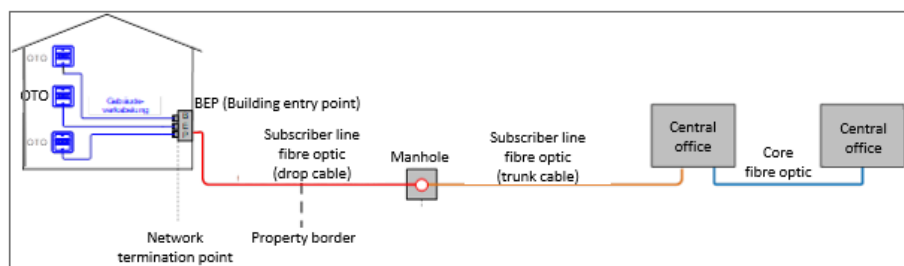 OTO
OTO
OTO
Gebäude-
verkabelung
BEP
BEP (Building entry point)
Subscriber line
fibre optic
(drop cable)
Manhole
Subscriber line
fibre optic
(trunk cable)
Central
office
Core
fibre optic
Central
office
Network
termination point
Property border